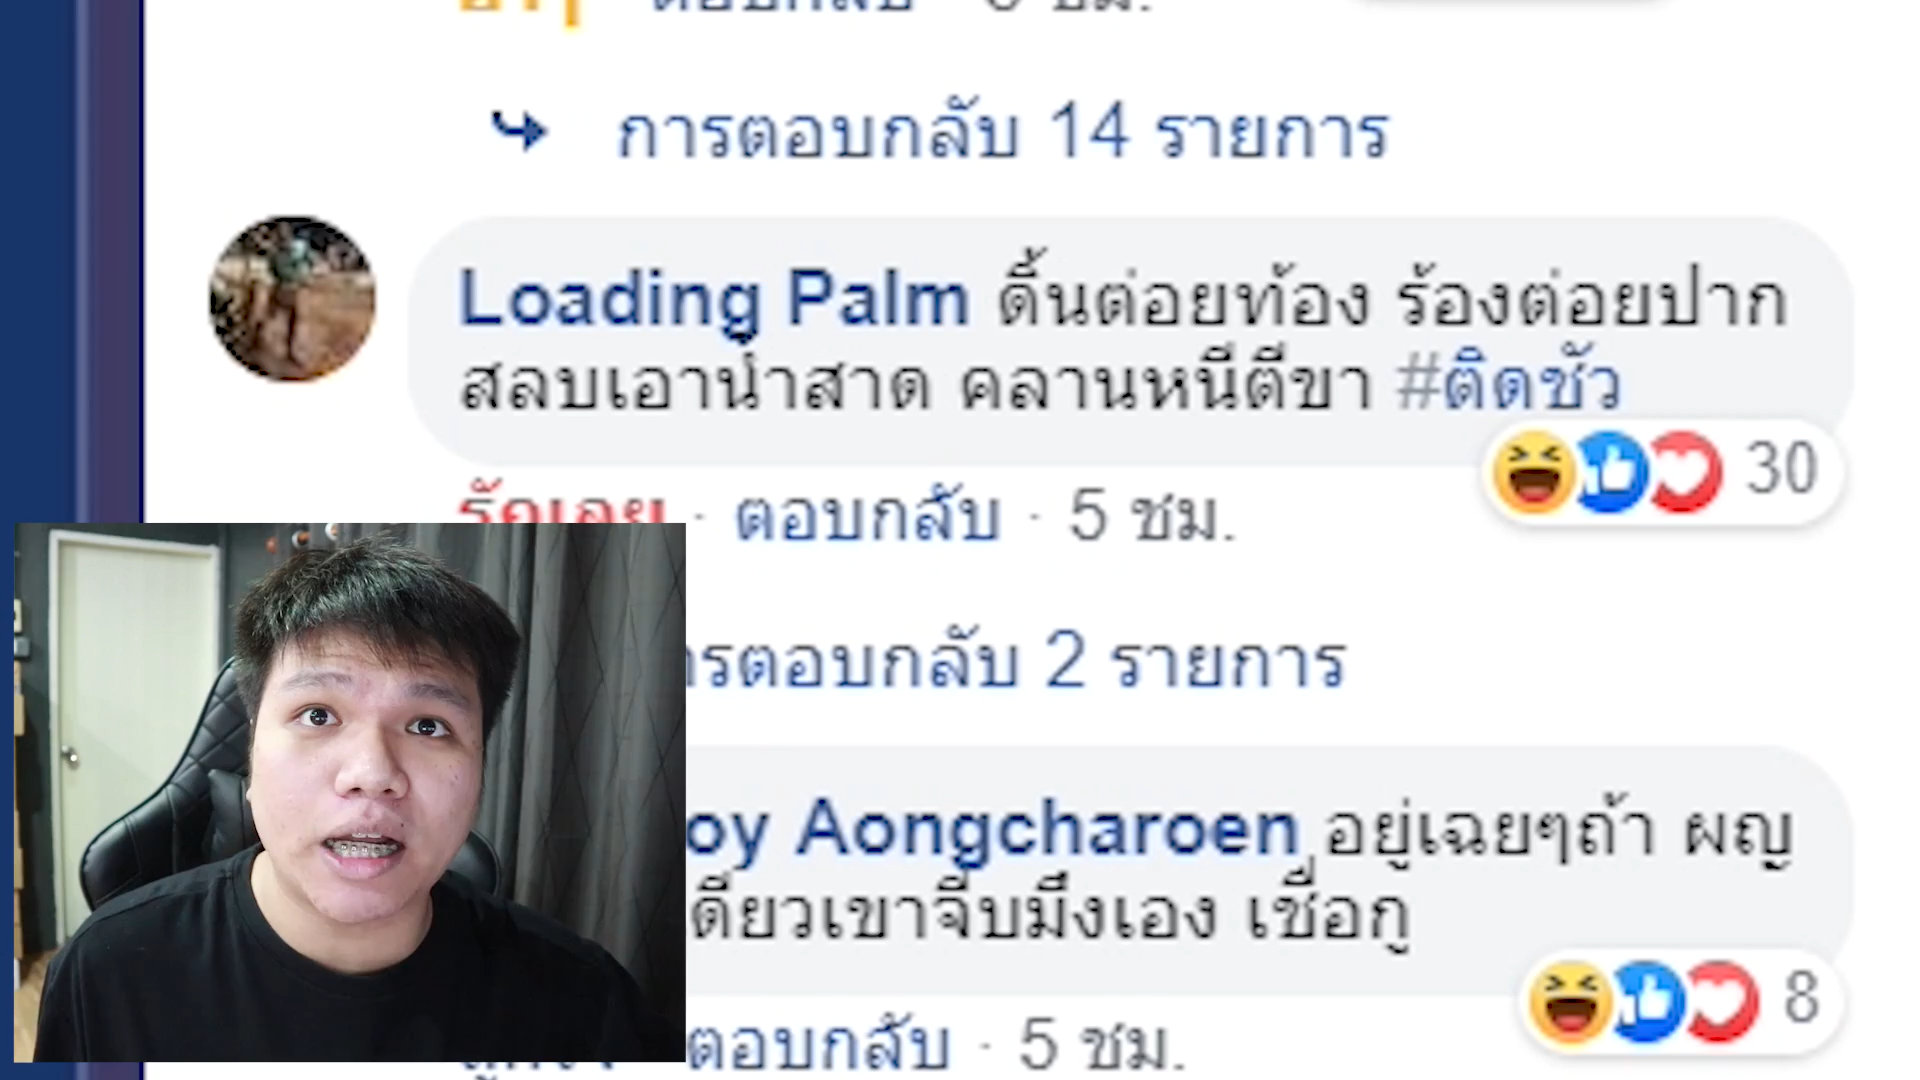 การตอบกลับ 14 รายการ
Loading Palm ดิ้นต่อยท้อง ร้องต่อยปาก
สลบเอาน้ำสาด คลานหนีตีขา #ติดชั่ว
รักเลย · ตอบกลับ · 5 ชม.
รตอบกลับ 2 รายการ
oy Aongcharoen อยู่เฉยๆถ้า ผญ
เดี๋ยวเขาจีบมึงเอง เชื่อกู
ตอบกลับ · 5 ชม.
30
8